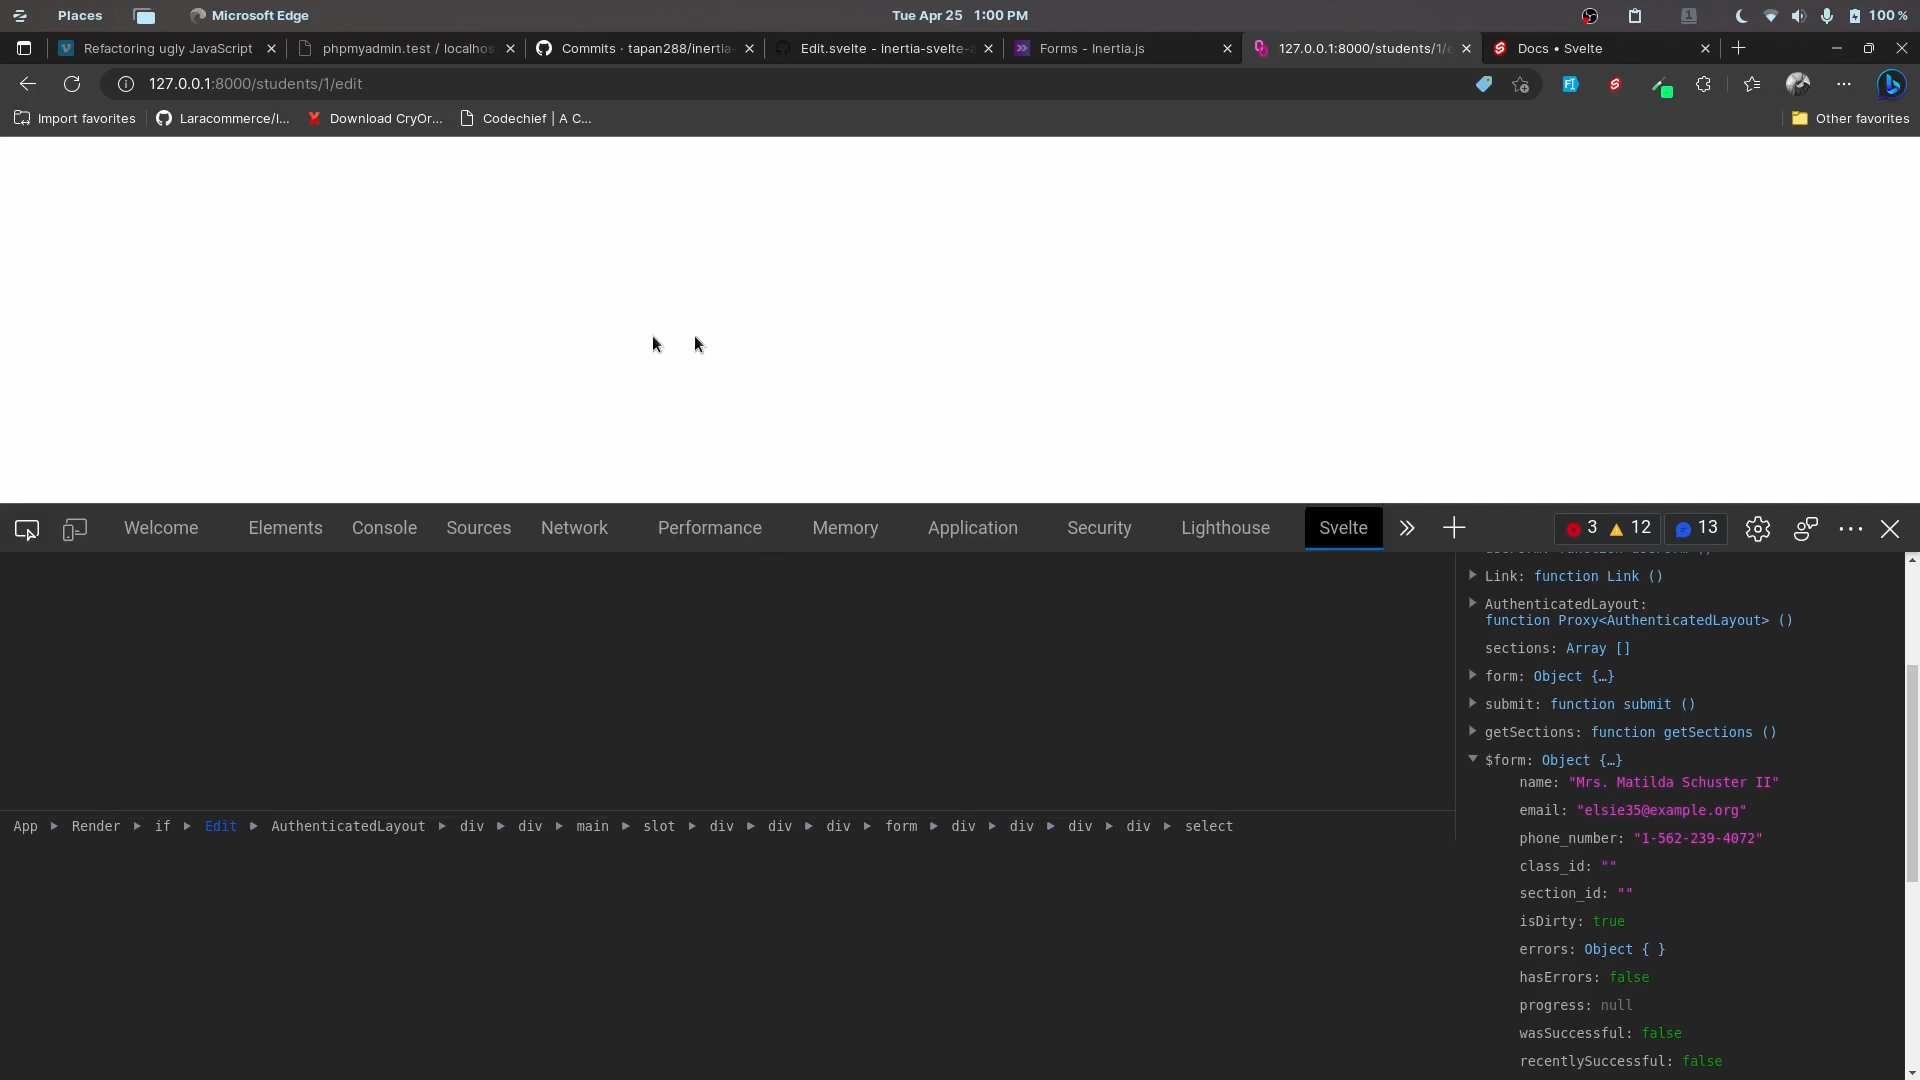 Places
Microsoft Edge
Tue Apr 25 1:00 PM
1
100 %
Refactoring ugly JavaScript
phpmyadmin.test / localhos
Commits · tapan288/inertia-
Edit.svelte - inertia-svelte-
Forms - Inertia.js
127.0.0.1:8000/students/1/e
Docs • Svelte
127.0.0.1:8000/students/1/edit
Import favorites
Laracommerce/l...
Download CryOr...
Codechief | A C...
Other favorites
Welcome
Elements
Console
Sources
Network
Performance
Memory
Application
Security
Lighthouse
Svelte
3
12
13
Link: function Link ()
AuthenticatedLayout:
function Proxy<AuthenticatedLayout> ()
sections: Array []
form: Object {…}
submit: function submit ()
getSections: function getSections ()
$form: Object {…}
name: "Mrs. Matilda Schuster II"
email: "elsie35@example.org"
phone_number: "1-562-239-4072"
class_id: ""
section_id: ""
isDirty: true
errors: Object { }
hasErrors: false
progress: null
wasSuccessful: false
recentlySuccessful: false
App ▶ Render ▶ if ▶ Edit ▶ AuthenticatedLayout ▶ div ▶ div ▶ main ▶ slot ▶ div ▶ div ▶ div ▶ form ▶ div ▶ div ▶ div ▶ div ▶ select